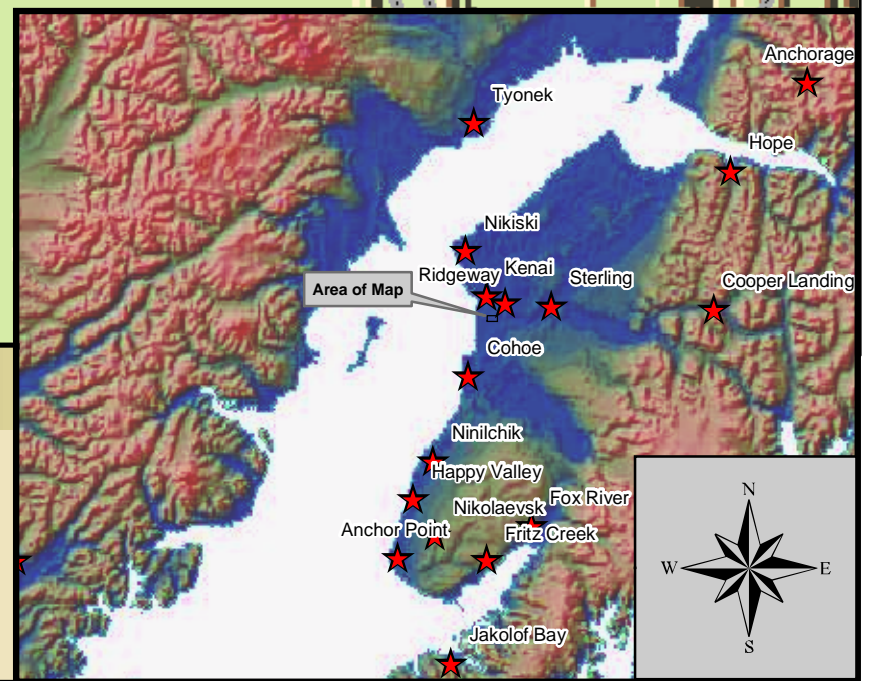 Anchorage
Tyonek
Hope
Nikiski
Ridgeway Kenai
Sterling
Cooper Landing
Area of Map
Cohoe
Ninilchik
Happy Valley
Nikolaevsk
Fox River
Anchor Point
Fritz Creek
Jakolof Bay
N
W
E
S